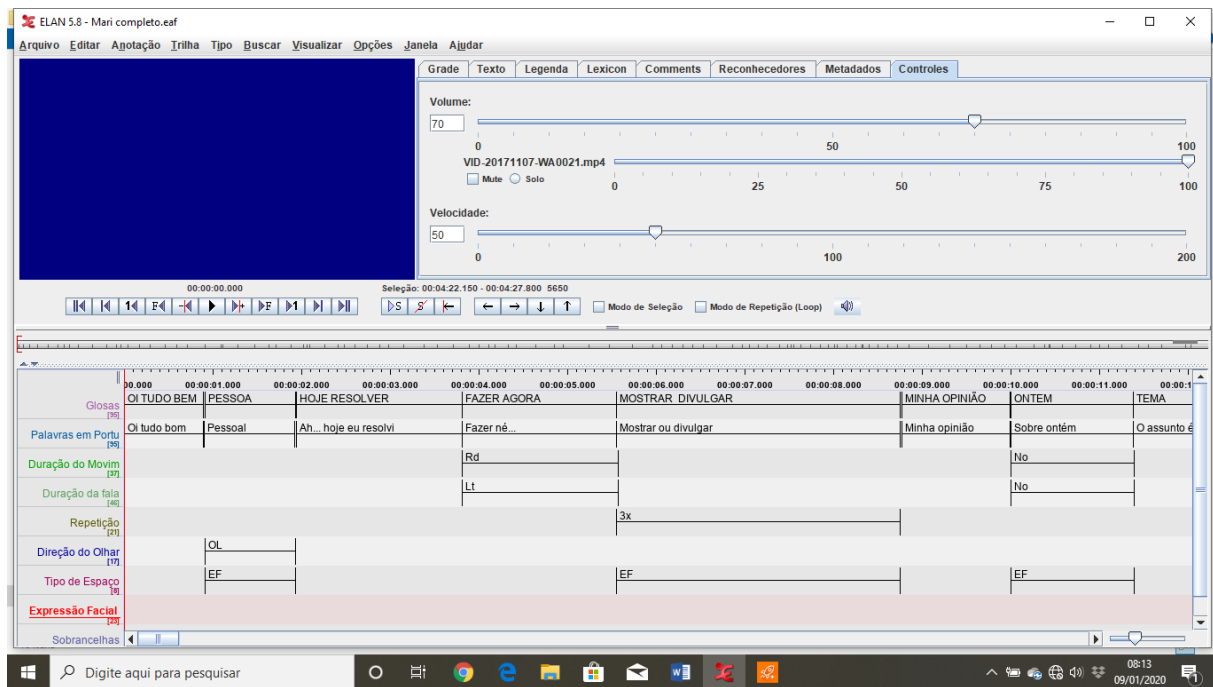 ELAN 5.8 - Mari completo.eaf
Arquivo Editar Anotação Trilha Tipo Buscar Visualizar Opções Janela Ajudar
Grade Texto Legenda Lexicon Comments Reconhecedores Metadados Controles
Volume:
70
0 50 100
VID-20171107-WA0021.mp4
Mute Solo
0 25 50 75 100
Velocidade:
50
0 100 200
00:00:00.000 Seleção: 00:04:22.150 - 00:04:27.800 5650
Modo de Seleção Modo de Repetição (Loop)
00.000 00:00:01.000 00:00:02.000 00:00:03.000 00:00:04.000 00:00:05.000 00:00:06.000 00:00:07.000 00:00:08.000 00:00:09.000 00:00:10.000 00:00:11.000 00:00:1
Glosas OI TUDO BEM PESSOA HOJE RESOLVER FAZER AGORA MOSTRAR DIVULGAR MINHA OPINIÃO ONTEM TEMA
[95]
Palavras em Portu Oi tudo bom Pessoal Ah... hoje eu resolvi Fazer né... Mostrar ou divulgar Minha opinião Sobre ontém O assunto é
[95]
Duração do Movim Rd No
[37]
Duração da fala Lt No
[46]
Repetição 3x
[21]
Direção do Olhar OL
[17]
Tipo de Espaço EF EF EF
[9]
Expressão Facial
[23]
Sobrancelhas
Digite aqui para pesquisar
08:13
09/01/2020